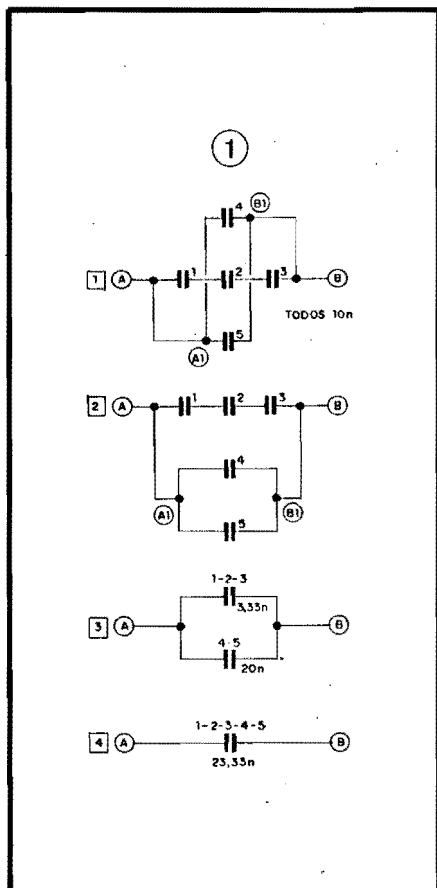 1
4 B1
1 A 1 2 3 B
TODOS 10n
A1 5
2 A 1 2 3 B
4
A1 B1
5
1-2-3
3,33n
3 A B
4-5
20n
1-2-3-4-5
4 A B
23,33n